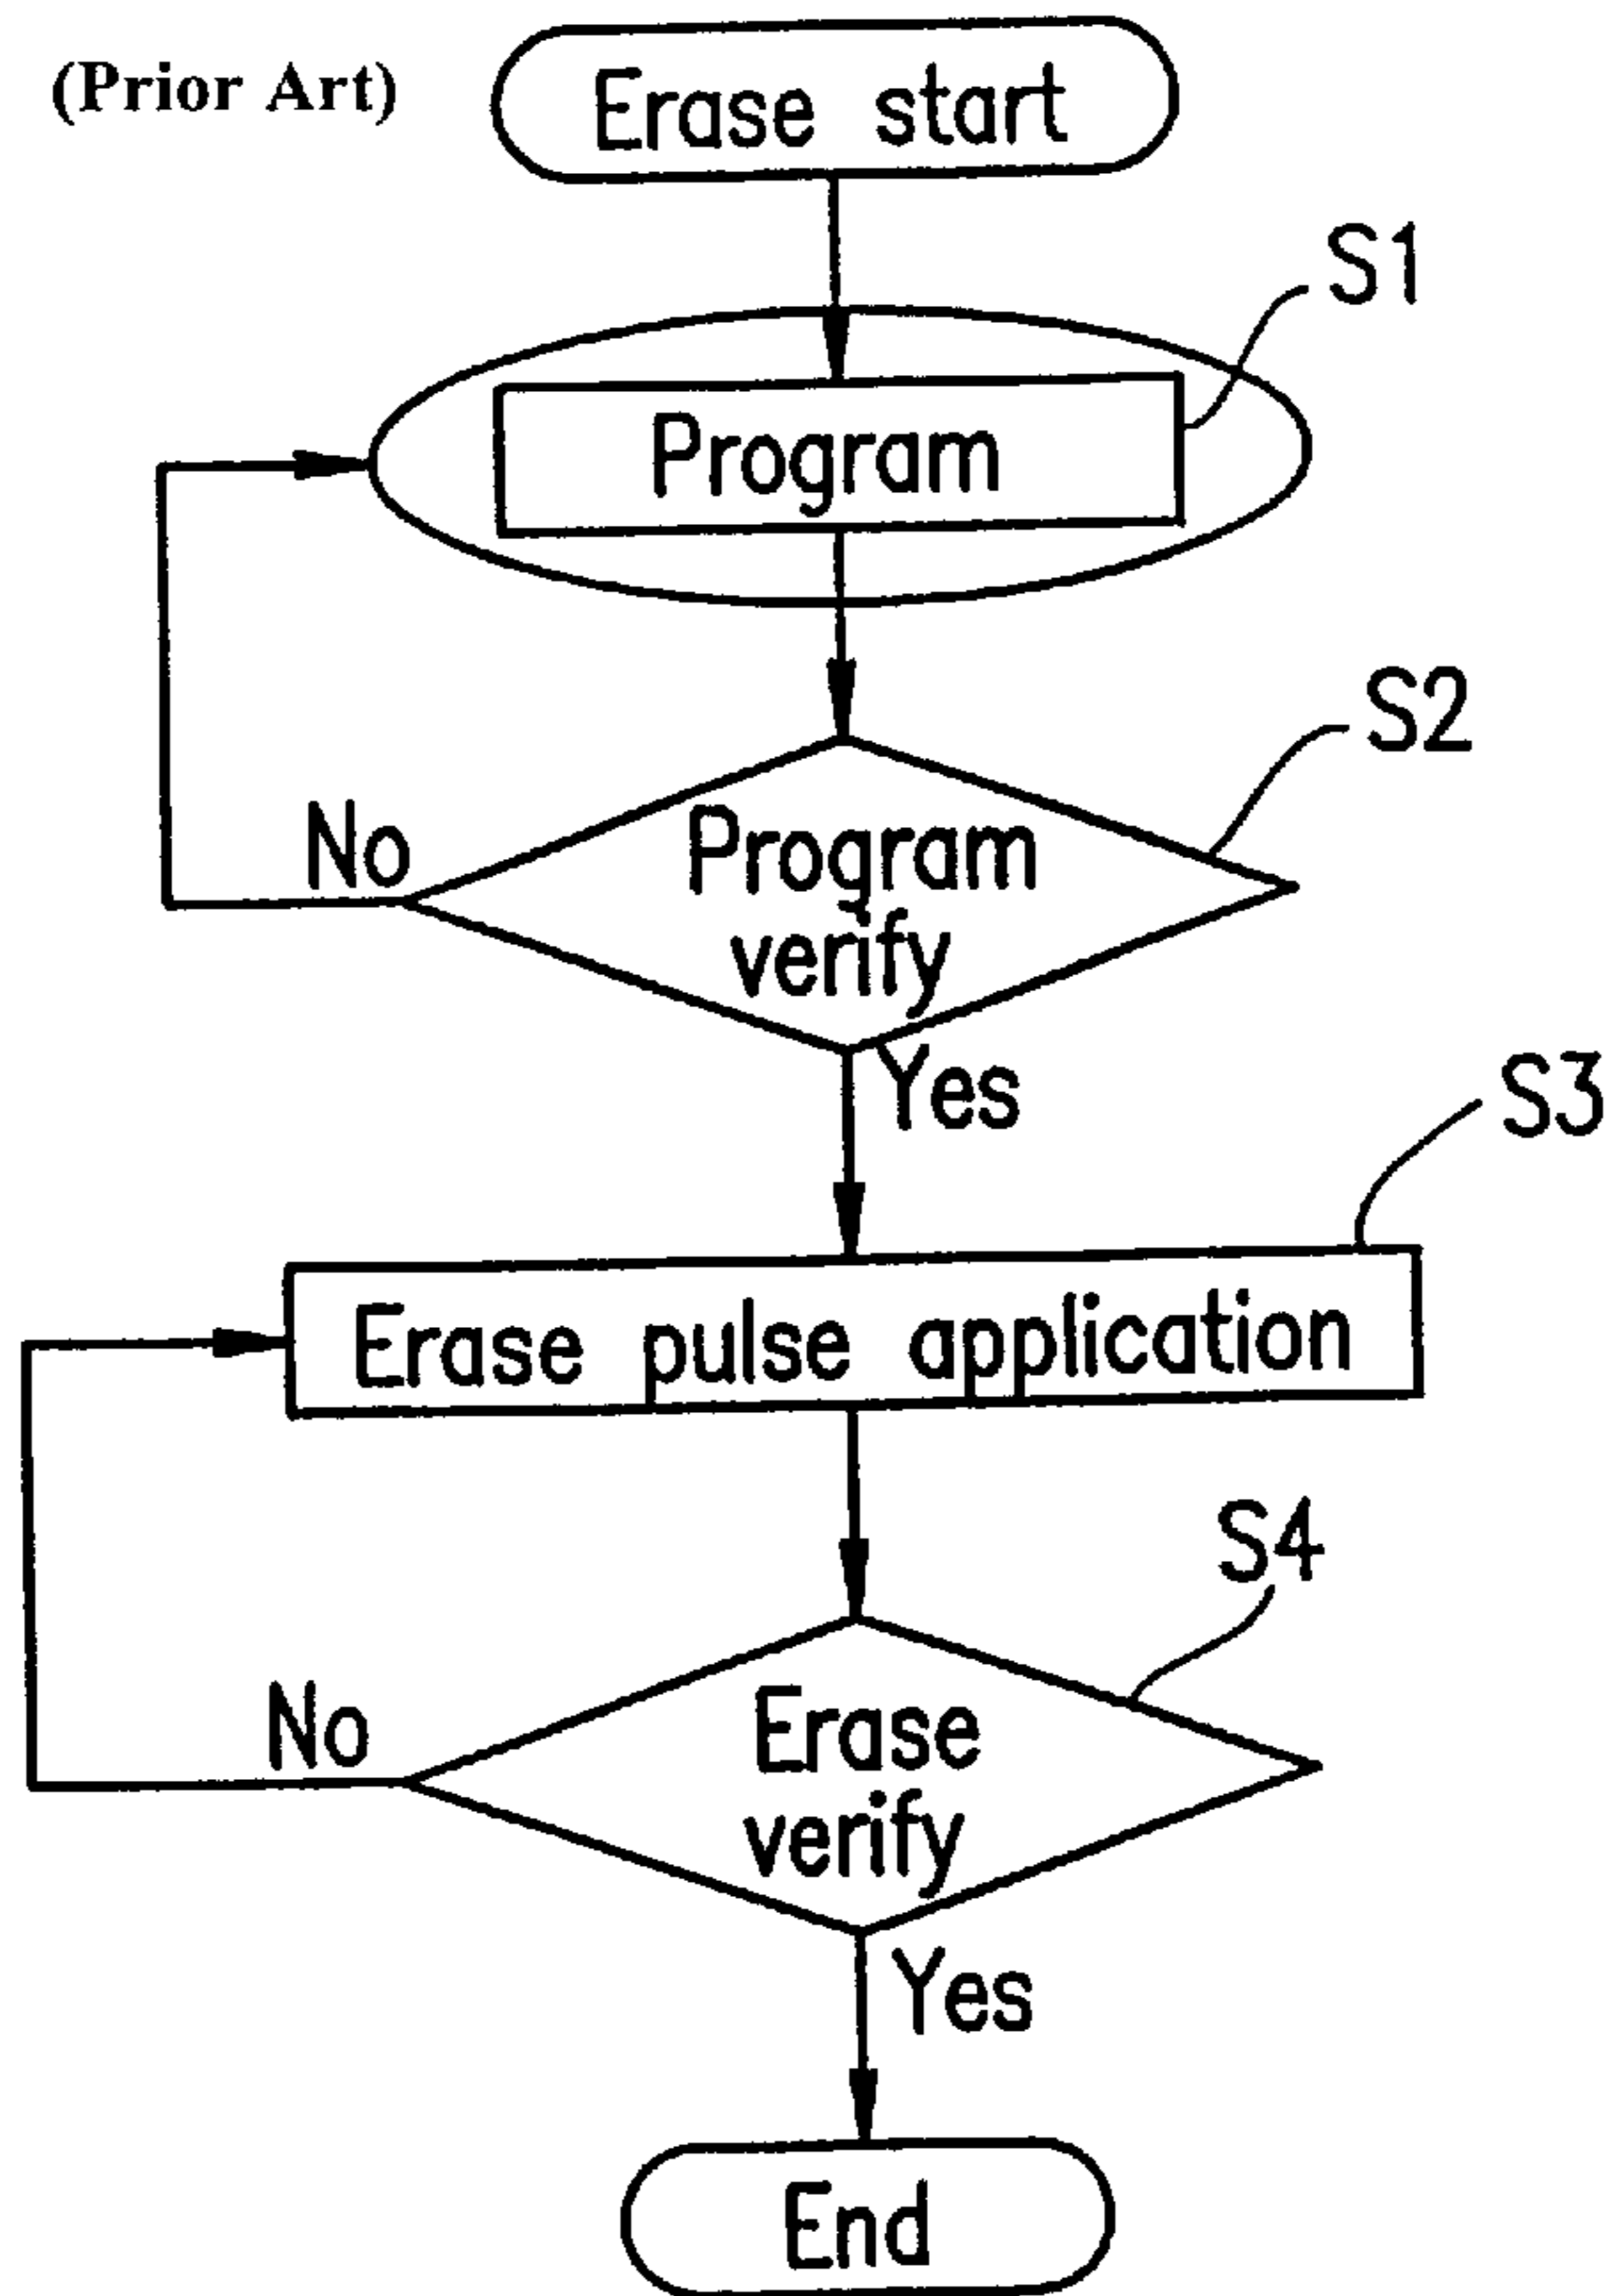 (Prior Art)
Erase start
S1
Program
S2
No
Program
verify
Yes
S3
Erase pulse application
S4
No
Erase
verify
Yes
End